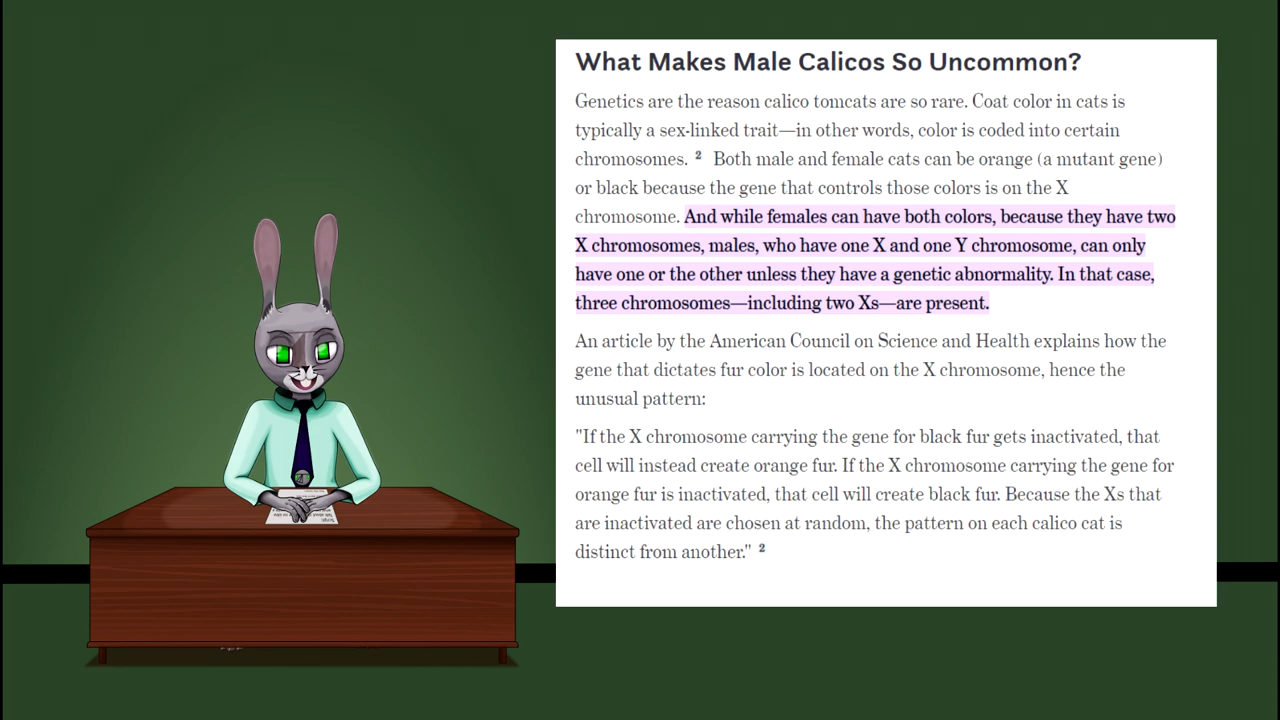 What Makes Male Calicos So Uncommon?
Genetics are the reason calico tomcats are so rare. Coat color in cats is
typically a sex-linked trait—in other words, color is coded into certain
chromosomes. 2 Both male and female cats can be orange (a mutant gene)
or black because the gene that controls those colors is on the X
chromosome. And while females can have both colors, because they have two
X chromosomes, males, who have one X and one Y chromosome, can only
have one or the other unless they have a genetic abnormality. In that case,
three chromosomes—including two Xs—are present.
An article by the American Council on Science and Health explains how the
gene that dictates fur color is located on the X chromosome, hence the
unusual pattern:
"If the X chromosome carrying the gene for black fur gets inactivated, that
cell will instead create orange fur. If the X chromosome carrying the gene for
orange fur is inactivated, that cell will create black fur. Because the Xs that
are inactivated are chosen at random, the pattern on each calico cat is
distinct from another." 2